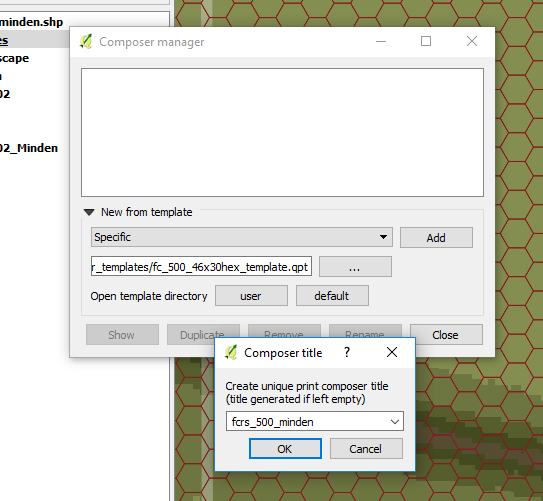 minden.shp
es
scape
a
02
02_Minden
Composer manager
New from template
Specific
Add
r_templates/fc_500_46x30hex_template.qpt
...
Open template directory
user
default
Show
Duplicate
Remove
Rename
Close
Composer title
?
Create unique print composer title
(title generated if left empty)
fcrs_500_minden
OK
Cancel